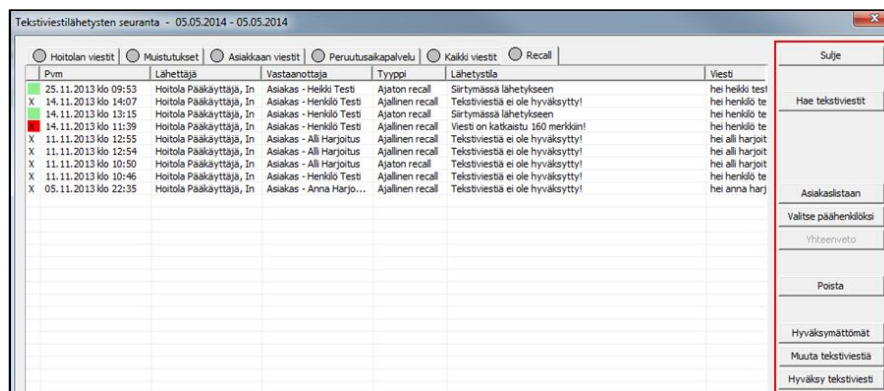 Tekstiviestilähetysten seuranta - 05.05.2014 - 05.05.2014
Hoitolan viestit Muistutukset Asiakkaan viestit Peruutusaikapalvelu Kaikki viestit Recall
Pvm Lähettäjä Vastaanottaja Tyyppi Lähetystila Viesti
25.11.2013 klo 09:53 Hoitola Pääkäyttäjä, In Asiakas - Heikki Testi Ajaton recall Siirtymässä lähetykseen hei heikki test
X 14.11.2013 klo 14:07 Hoitola Pääkäyttäjä, In Asiakas - Henkilö Testi Ajallinen recall Tekstiviestiä ei ole hyväksytty! hei henkilö te
14.11.2013 klo 13:15 Hoitola Pääkäyttäjä, In Asiakas - Henkilö Testi Ajaton recall Siirtymässä lähetykseen hei henkilö te
X 14.11.2013 klo 11:39 Hoitola Pääkäyttäjä, In Asiakas - Henkilö Testi Ajallinen recall Viesti on katkaistu 160 merkkiin! hei henkilö te
X 11.11.2013 klo 12:55 Hoitola Pääkäyttäjä, In Asiakas - Alli Harjoitus Ajallinen recall Tekstiviestiä ei ole hyväksytty! hei alli harjoit
X 11.11.2013 klo 12:54 Hoitola Pääkäyttäjä, In Asiakas - Alli Harjoitus Ajallinen recall Tekstiviestiä ei ole hyväksytty! hei alli harjoit
X 11.11.2013 klo 10:50 Hoitola Pääkäyttäjä, In Asiakas - Alli Harjoitus Ajaton recall Tekstiviestiä ei ole hyväksytty! hei alli harjoit
X 11.11.2013 klo 10:46 Hoitola Pääkäyttäjä, In Asiakas - Henkilö Testi Ajallinen recall Tekstiviestiä ei ole hyväksytty! hei henkilö te
X 05.11.2013 klo 22:35 Hoitola Pääkäyttäjä, In Asiakas - Anna Harjo... Ajallinen recall Tekstiviestiä ei ole hyväksytty! hei anna harj
Sulje
Hae tekstiviestit
Asiakaslistaan
Valitse päähenkilöksi
Yhteenveto
Poista
Hyväksymättömät
Muuta tekstiviestiä
Hyväksy tekstiviesti